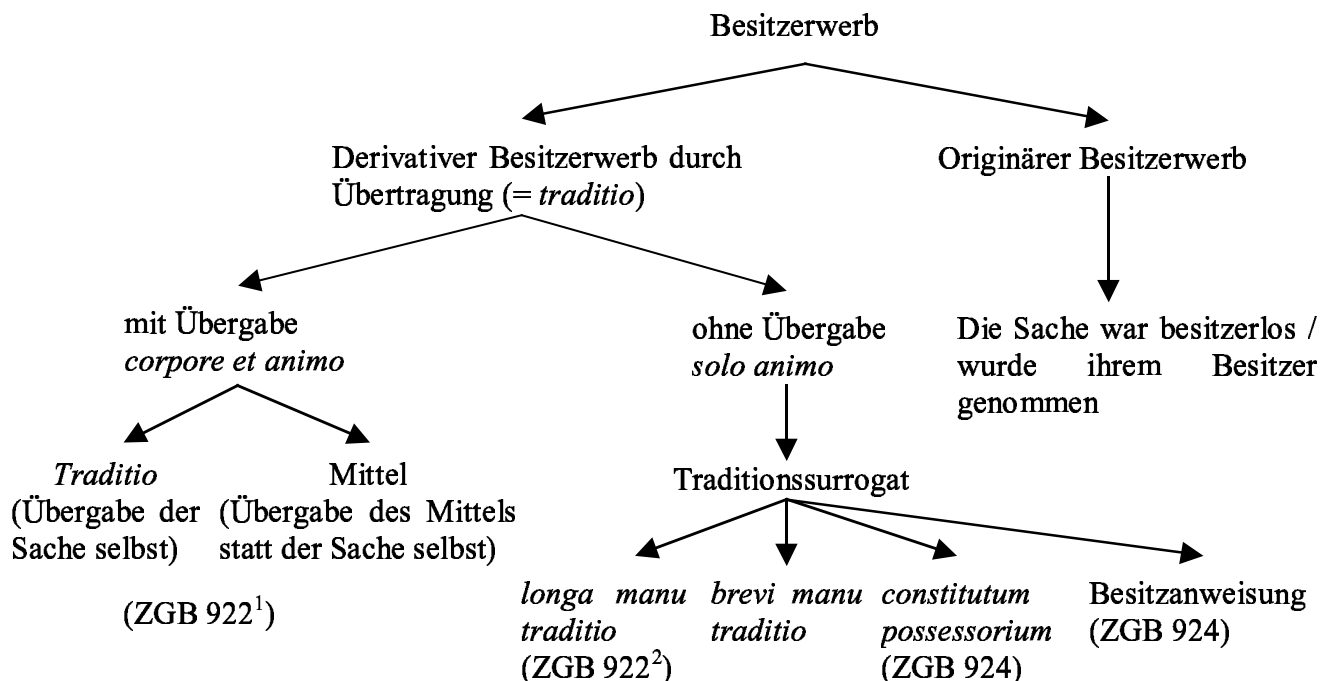 Besitzerwerb
Derivativer Besitzerwerb durch
Übertragung (= traditio)
Originärer Besitzerwerb
mit Übergabe
corpore et animo
ohne Übergabe
solo animo
Die Sache war besitzerlos /
wurde ihrem Besitzer
genommen
Traditio
(Übergabe der
Sache selbst)
Mittel
(Übergabe des Mittels
statt der Sache selbst)
(ZGB 922¹)
Traditionssurrogat
longa manu
traditio
(ZGB 922²)
brevi manu
traditio
constitutum
possessorium
(ZGB 924)
Besitzanweisung
(ZGB 924)